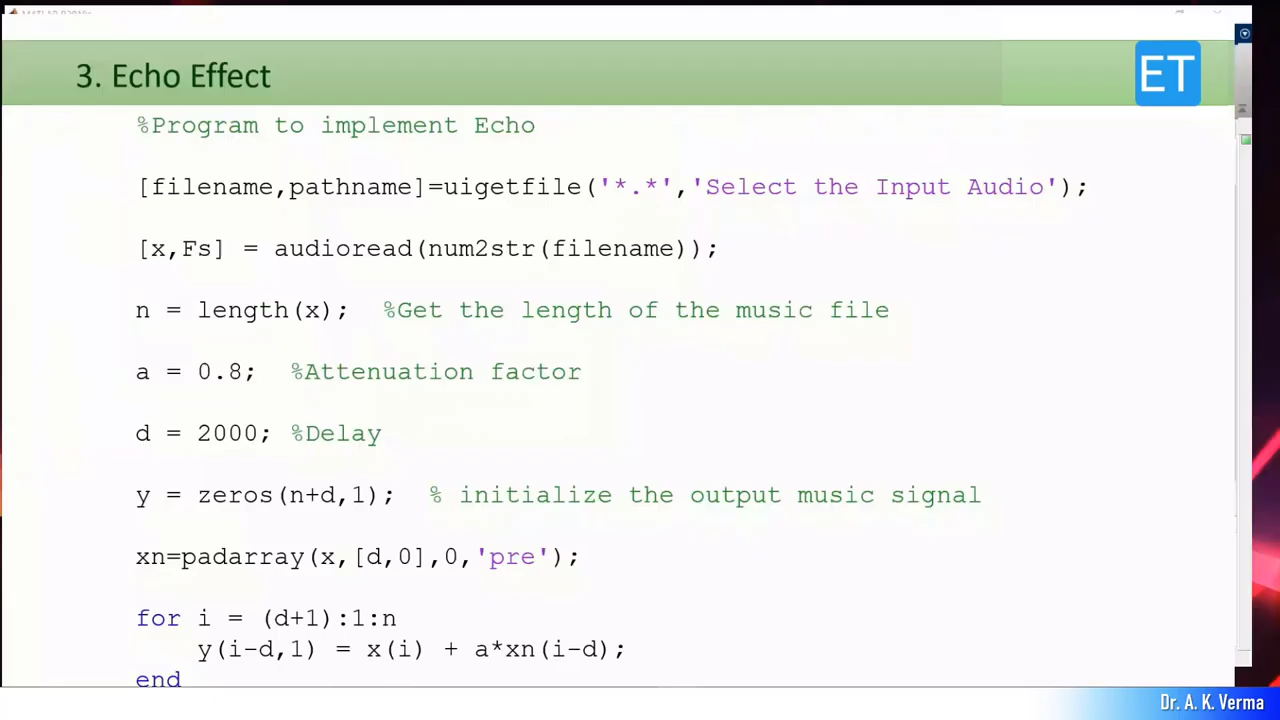 3. Echo Effect
ET
%Program to implement Echo
[filename,pathname]=uigetfile('*.*','Select the Input Audio');
[x,Fs] = audioread(num2str(filename));
n = length(x);  %Get the length of the music file
a = 0.8;  %Attenuation factor
d = 2000; %Delay
y = zeros(n+d,1);  % initialize the output music signal
xn=padarray(x,[d,0],0,'pre');
for i = (d+1):1:n
    y(i-d,1) = x(i) + a*xn(i-d);
end
Dr. A. K. Verma